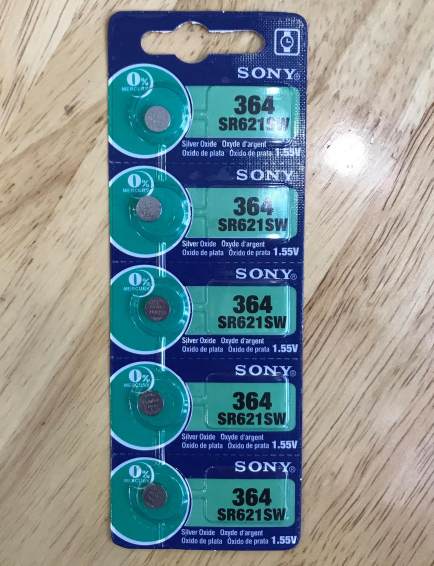 SONY
0%
MERCURY
364
SR621SW
Silver Oxide Oxyde d'argent
Óxido de plata Óxido de prata 1.55V
SONY
0%
MERCURY
364
SR621SW
Silver Oxide Oxyde d'argent
Óxido de plata Óxido de prata 1.55V
SONY®
0%
MERCURY
364
SR621SW
Silver Oxide Oxyde d'argent
Óxido de plata Óxido de prata 1.55V
SONY®
0%
MERCURY
364
SR621SW
Silver Oxide Oxyde d'argent
Óxido de plata Óxido de prata 1.55V
SONY®
0%
MERCURY
364
SR621SW
Silver Oxide Oxyde d'argent
Óxido de plata Óxido de prata 1.55V